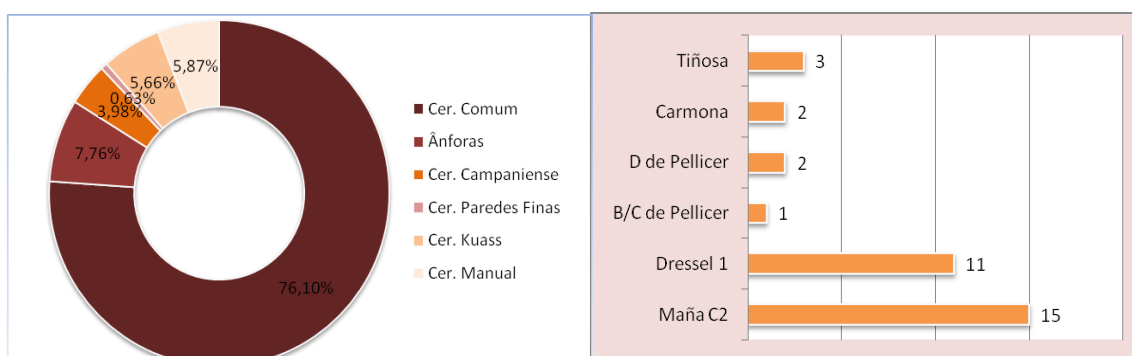 5,87%
5,66%
0,63%
3,98%
7,76%
76,10%
Cer. Comum
Ânforas
Cer. Campaniense
Cer. Paredes Finas
Cer. Kuass
Cer. Manual
Tiñosa 3
Carmona 2
D de Pellicer 2
B/C de Pellicer 1
Dressel 1 11
Maña C2 15